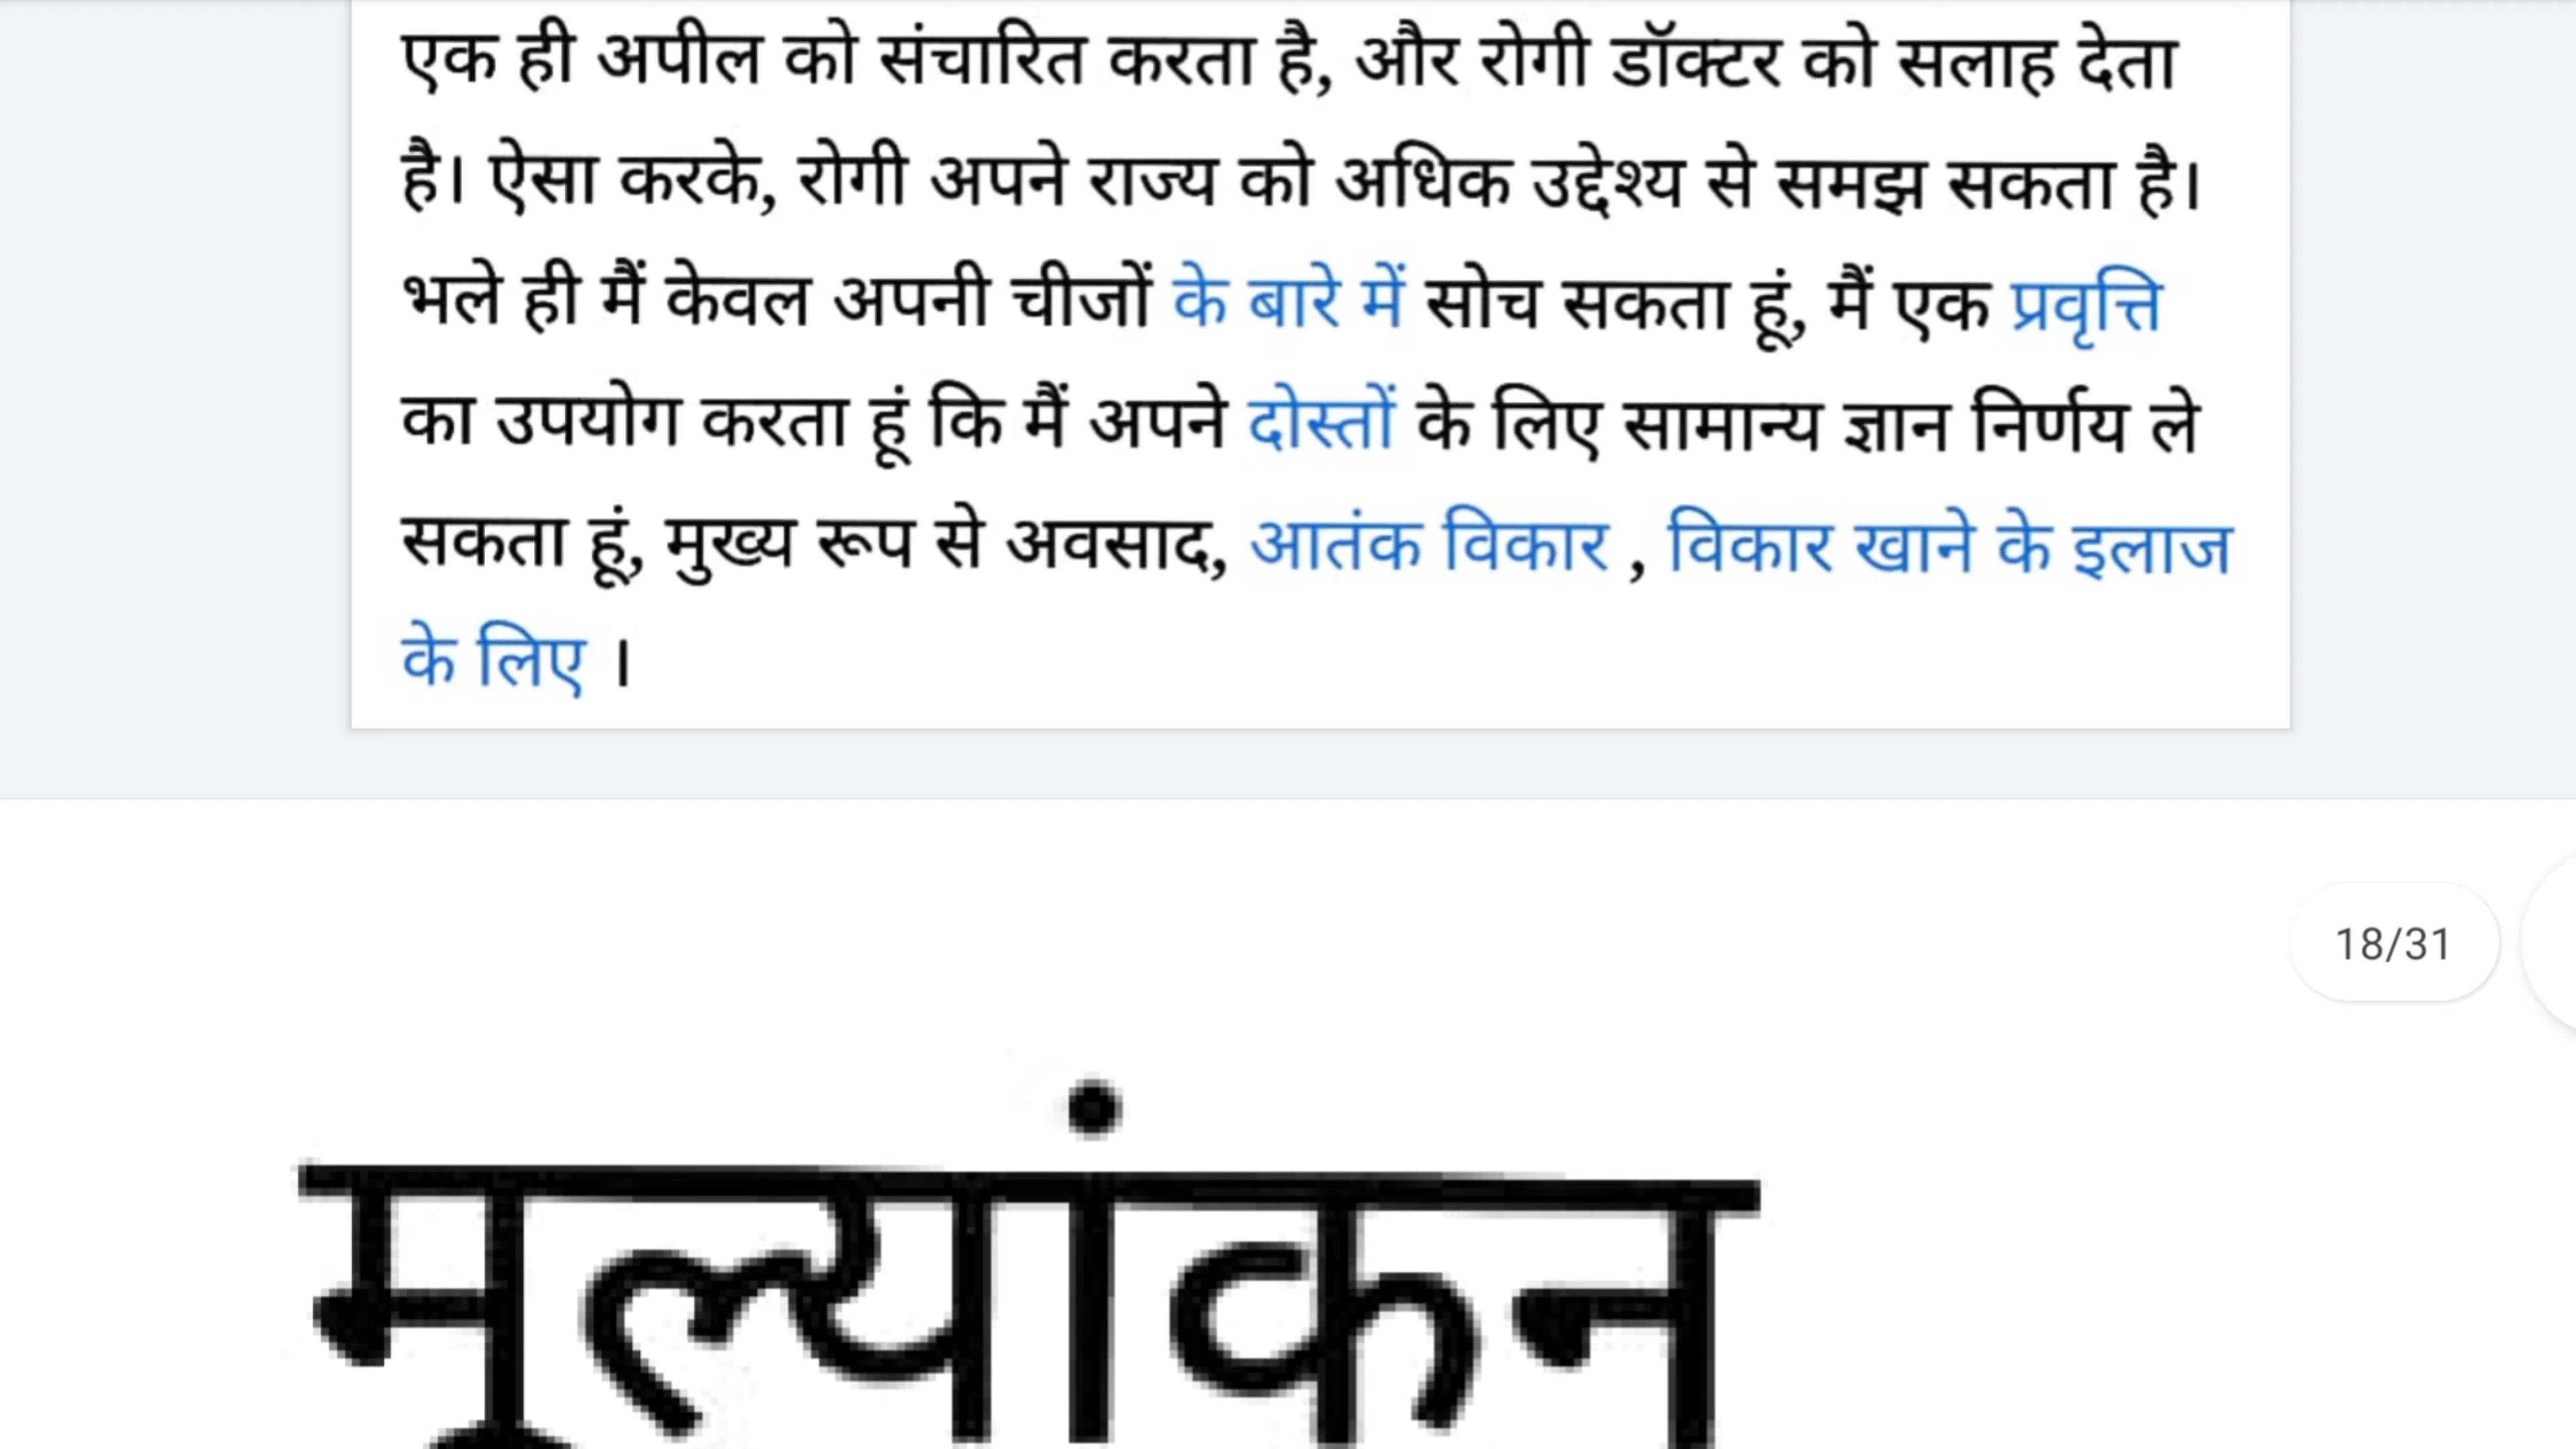 एक ही अपील को संचारित करता है, और रोगी डॉक्टर को सलाह देता
है। ऐसा करके, रोगी अपने राज्य को अधिक उद्देश्य से समझ सकता है।
भले ही मैं केवल अपनी चीजों के बारे में सोच सकता हूं, मैं एक प्रवृत्ति
का उपयोग करता हूं कि मैं अपने दोस्तों के लिए सामान्य ज्ञान निर्णय ले
सकता हूं, मुख्य रूप से अवसाद, आतंक विकार , विकार खाने के इलाज
के लिए ।
18/31
मूल्यांकन